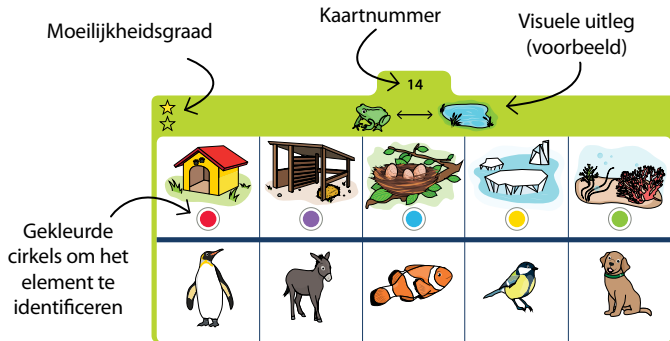 Moeilijkheidsgraad
Kaartnummer
Visuele uitleg
(voorbeeld)
14
Gekleurde
cirkels om het
element te
identificeren